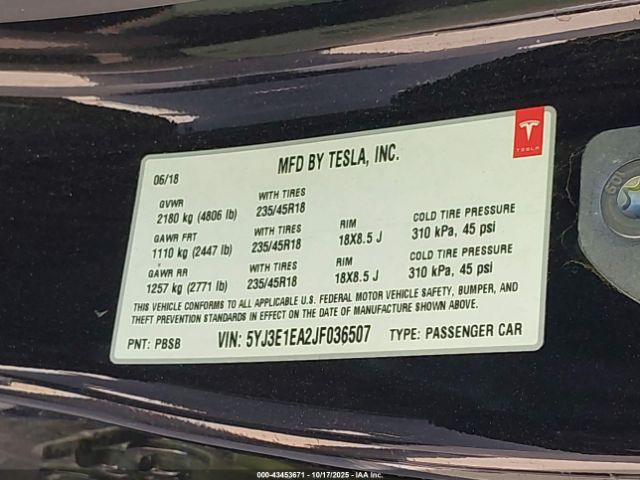 MFD BY TESLA, INC.
TESLA
06/18
GVWR WITH TIRES
2180 kg (4806 lb) 235/45R18
GAWR FRT WITH TIRES RIM COLD TIRE PRESSURE
1110 kg (2447 lb) 235/45R18 18X8.5 J 310 kPa, 45 psi
GAWR RR WITH TIRES RIM COLD TIRE PRESSURE
1257 kg (2771 lb) 235/45R18 18X8.5 J 310 kPa, 45 psi
THIS VEHICLE CONFORMS TO ALL APPLICABLE U.S. FEDERAL MOTOR VEHICLE SAFETY, BUMPER, AND
THEFT PREVENTION STANDARDS IN EFFECT ON THE DATE OF MANUFACTURE SHOWN ABOVE.
PNT: PBSB VIN: 5YJ3E1EA2JF036507 TYPE: PASSENGER CAR
00-43453671 - 10/17/2025 - IAA Inc.